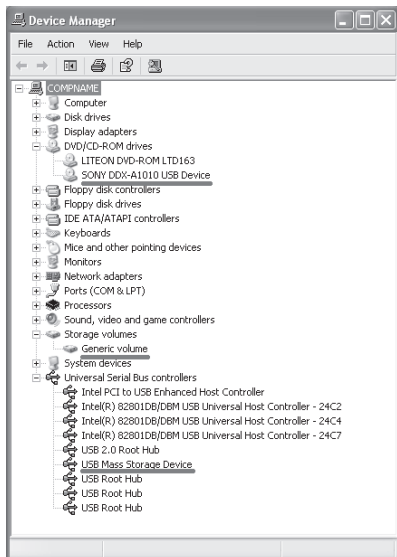 Device Manager
File Action View Help
COMPNAME
Computer
Disk drives
Display adapters
DVD/CD-ROM drives
LITEON DVD-ROM LTD163
SONY DDX-A1010 USB Device
Floppy disk controllers
Floppy disk drives
IDE ATA/ATAPI controllers
Keyboards
Mice and other pointing devices
Monitors
Network adapters
Ports (COM & LPT)
Processors
Sound, video and game controllers
Storage volumes
Generic volume
System devices
Universal Serial Bus controllers
Intel PCI to USB Enhanced Host Controller
Intel(R) 82801DB/DBM USB Universal Host Controller - 24C2
Intel(R) 82801DB/DBM USB Universal Host Controller - 24C4
Intel(R) 82801DB/DBM USB Universal Host Controller - 24C7
USB 2.0 Root Hub
USB Mass Storage Device
USB Root Hub
USB Root Hub
USB Root Hub